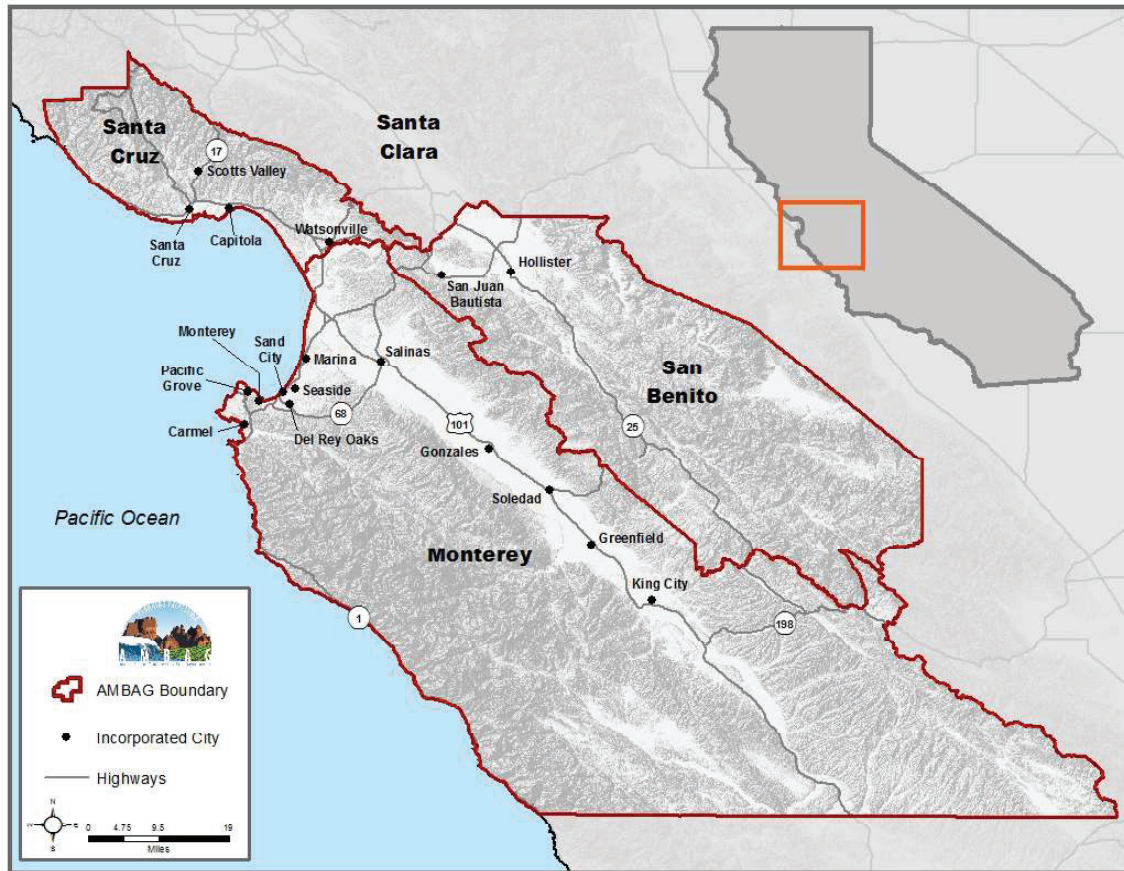 Santa
Cruz
Santa
Clara
17
Scotts Valley
Santa
Cruz
Capitola
Watsonville
Hollister
San Juan
Bautista
Monterey
Sand
City
Marina
Salinas
Pacific
Grove
Seaside
San
Benito
68
101
25
Carmel
Del Rey Oaks
Gonzales
Soledad
Pacific Ocean
Greenfield
Monterey
King City
1
198
AMBAG Boundary
Incorporated City
Highways
N
W
E
S
0 4.75 9.5 19
Miles